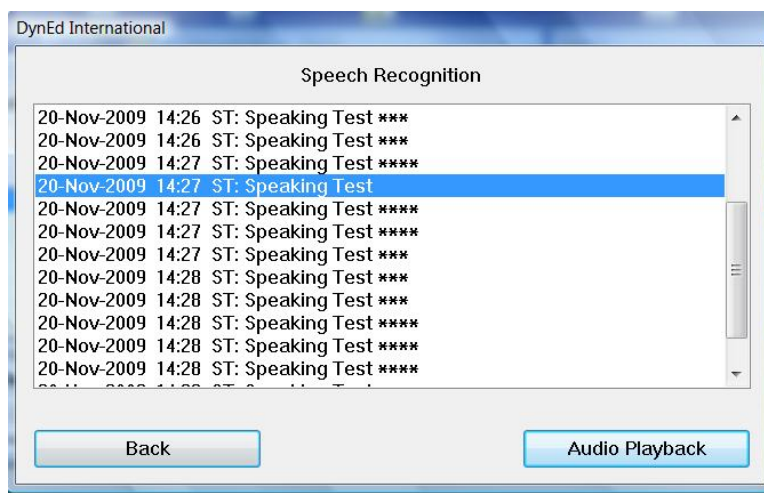 DynEd International
Speech Recognition
20-Nov-2009 14:26 ST: Speaking Test ***
20-Nov-2009 14:26 ST: Speaking Test ***
20-Nov-2009 14:27 ST: Speaking Test ****
20-Nov-2009 14:27 ST: Speaking Test
20-Nov-2009 14:27 ST: Speaking Test ****
20-Nov-2009 14:27 ST: Speaking Test ****
20-Nov-2009 14:27 ST: Speaking Test ***
20-Nov-2009 14:28 ST: Speaking Test ***
20-Nov-2009 14:28 ST: Speaking Test ***
20-Nov-2009 14:28 ST: Speaking Test ****
20-Nov-2009 14:28 ST: Speaking Test ****
20-Nov-2009 14:28 ST: Speaking Test ****
Back
Audio Playback